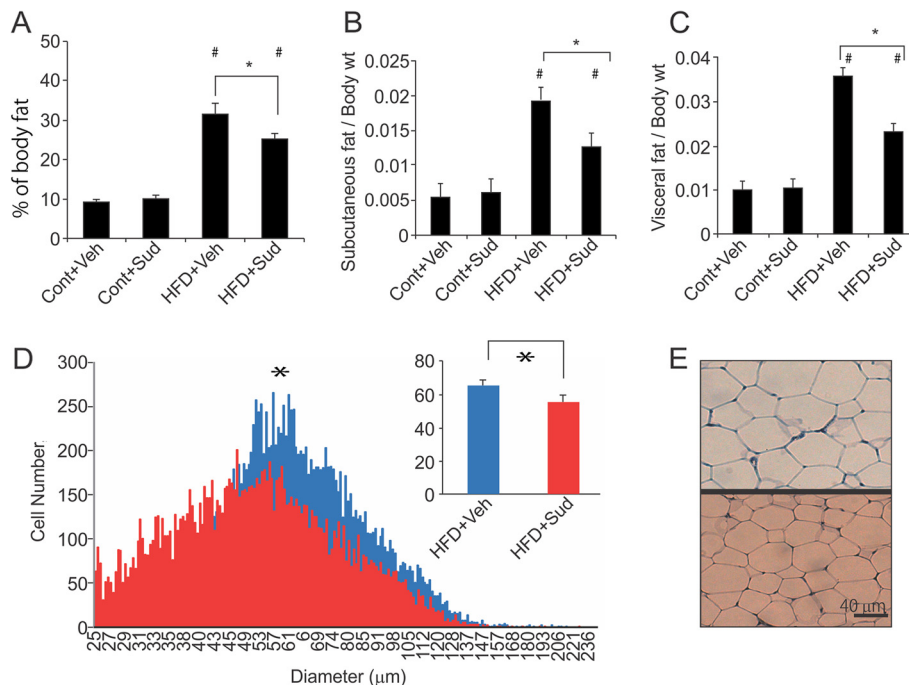 A
% of body fat
50
40
30
20
10
0
#
#
*
Cont+Veh
Cont+Sud
HFD+Veh
HFD+Sud
B
Subcutaneous fat / Body wt
0.025
0.02
0.015
0.01
0.005
0
*
#
#
Cont+Veh
Cont+Sud
HFD+Veh
HFD+Sud
C
Visceral fat / Body wt
0.04
0.03
0.02
0.01
0
*
#
#
Cont+Veh
Cont+Sud
HFD+Veh
HFD+Sud
D
Cell Number
300
250
200
150
100
50
0
*
25 27 29 31 33 35 38 40 43 45 49 53 57 61 6 69 74 80 85 91 98 105 112 120 128 137 147 157 168 180 193 206 221 236
Diameter (μm)
80
60
40
60
0
*
HFD+Veh
HFD+Sud
E
40 μm